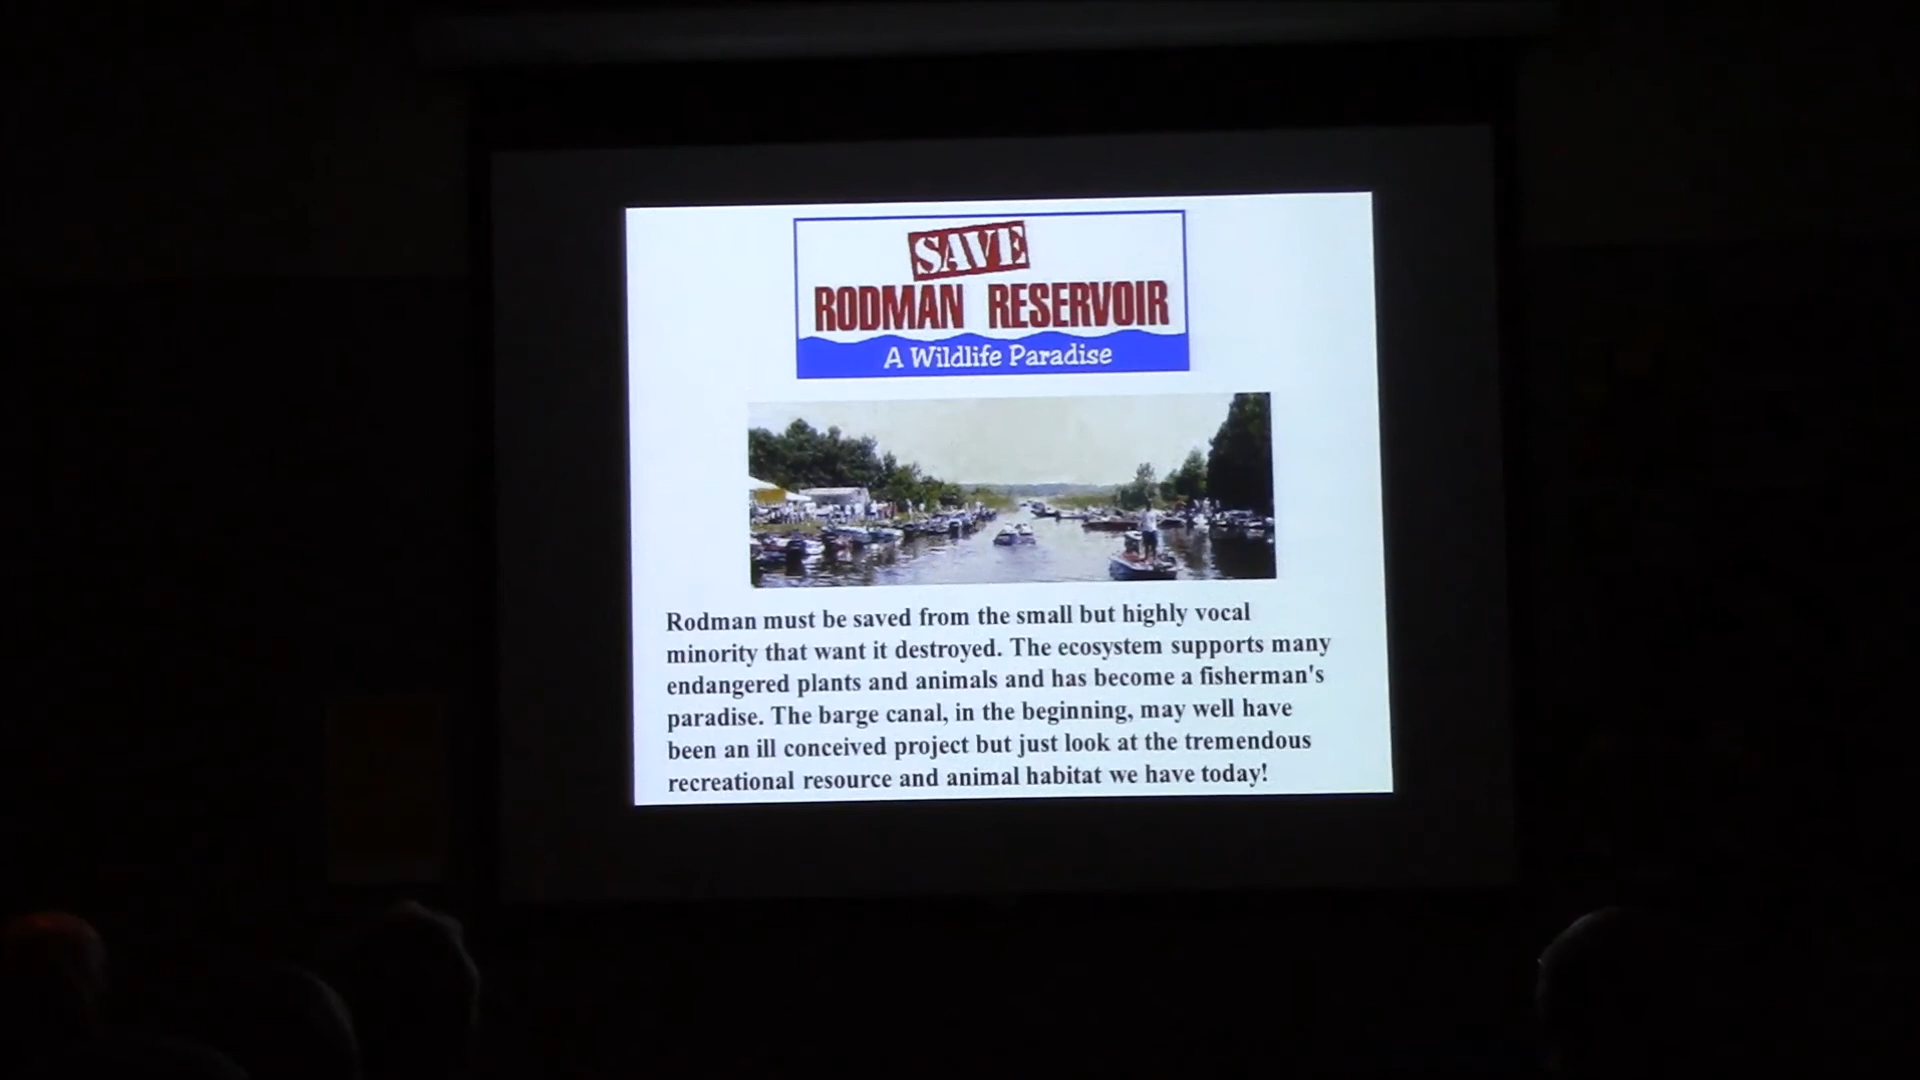 SAVE
RODMAN RESERVOIR
A Wildlife Paradise
Rodman must be saved from the small but highly vocal
minority that want it destroyed. The ecosystem supports many
endangered plants and animals and has become a fisherman's
paradise. The barge canal, in the beginning, may well have
been an ill conceived project but just look at the tremendous
recreational resource and animal habitat we have today!